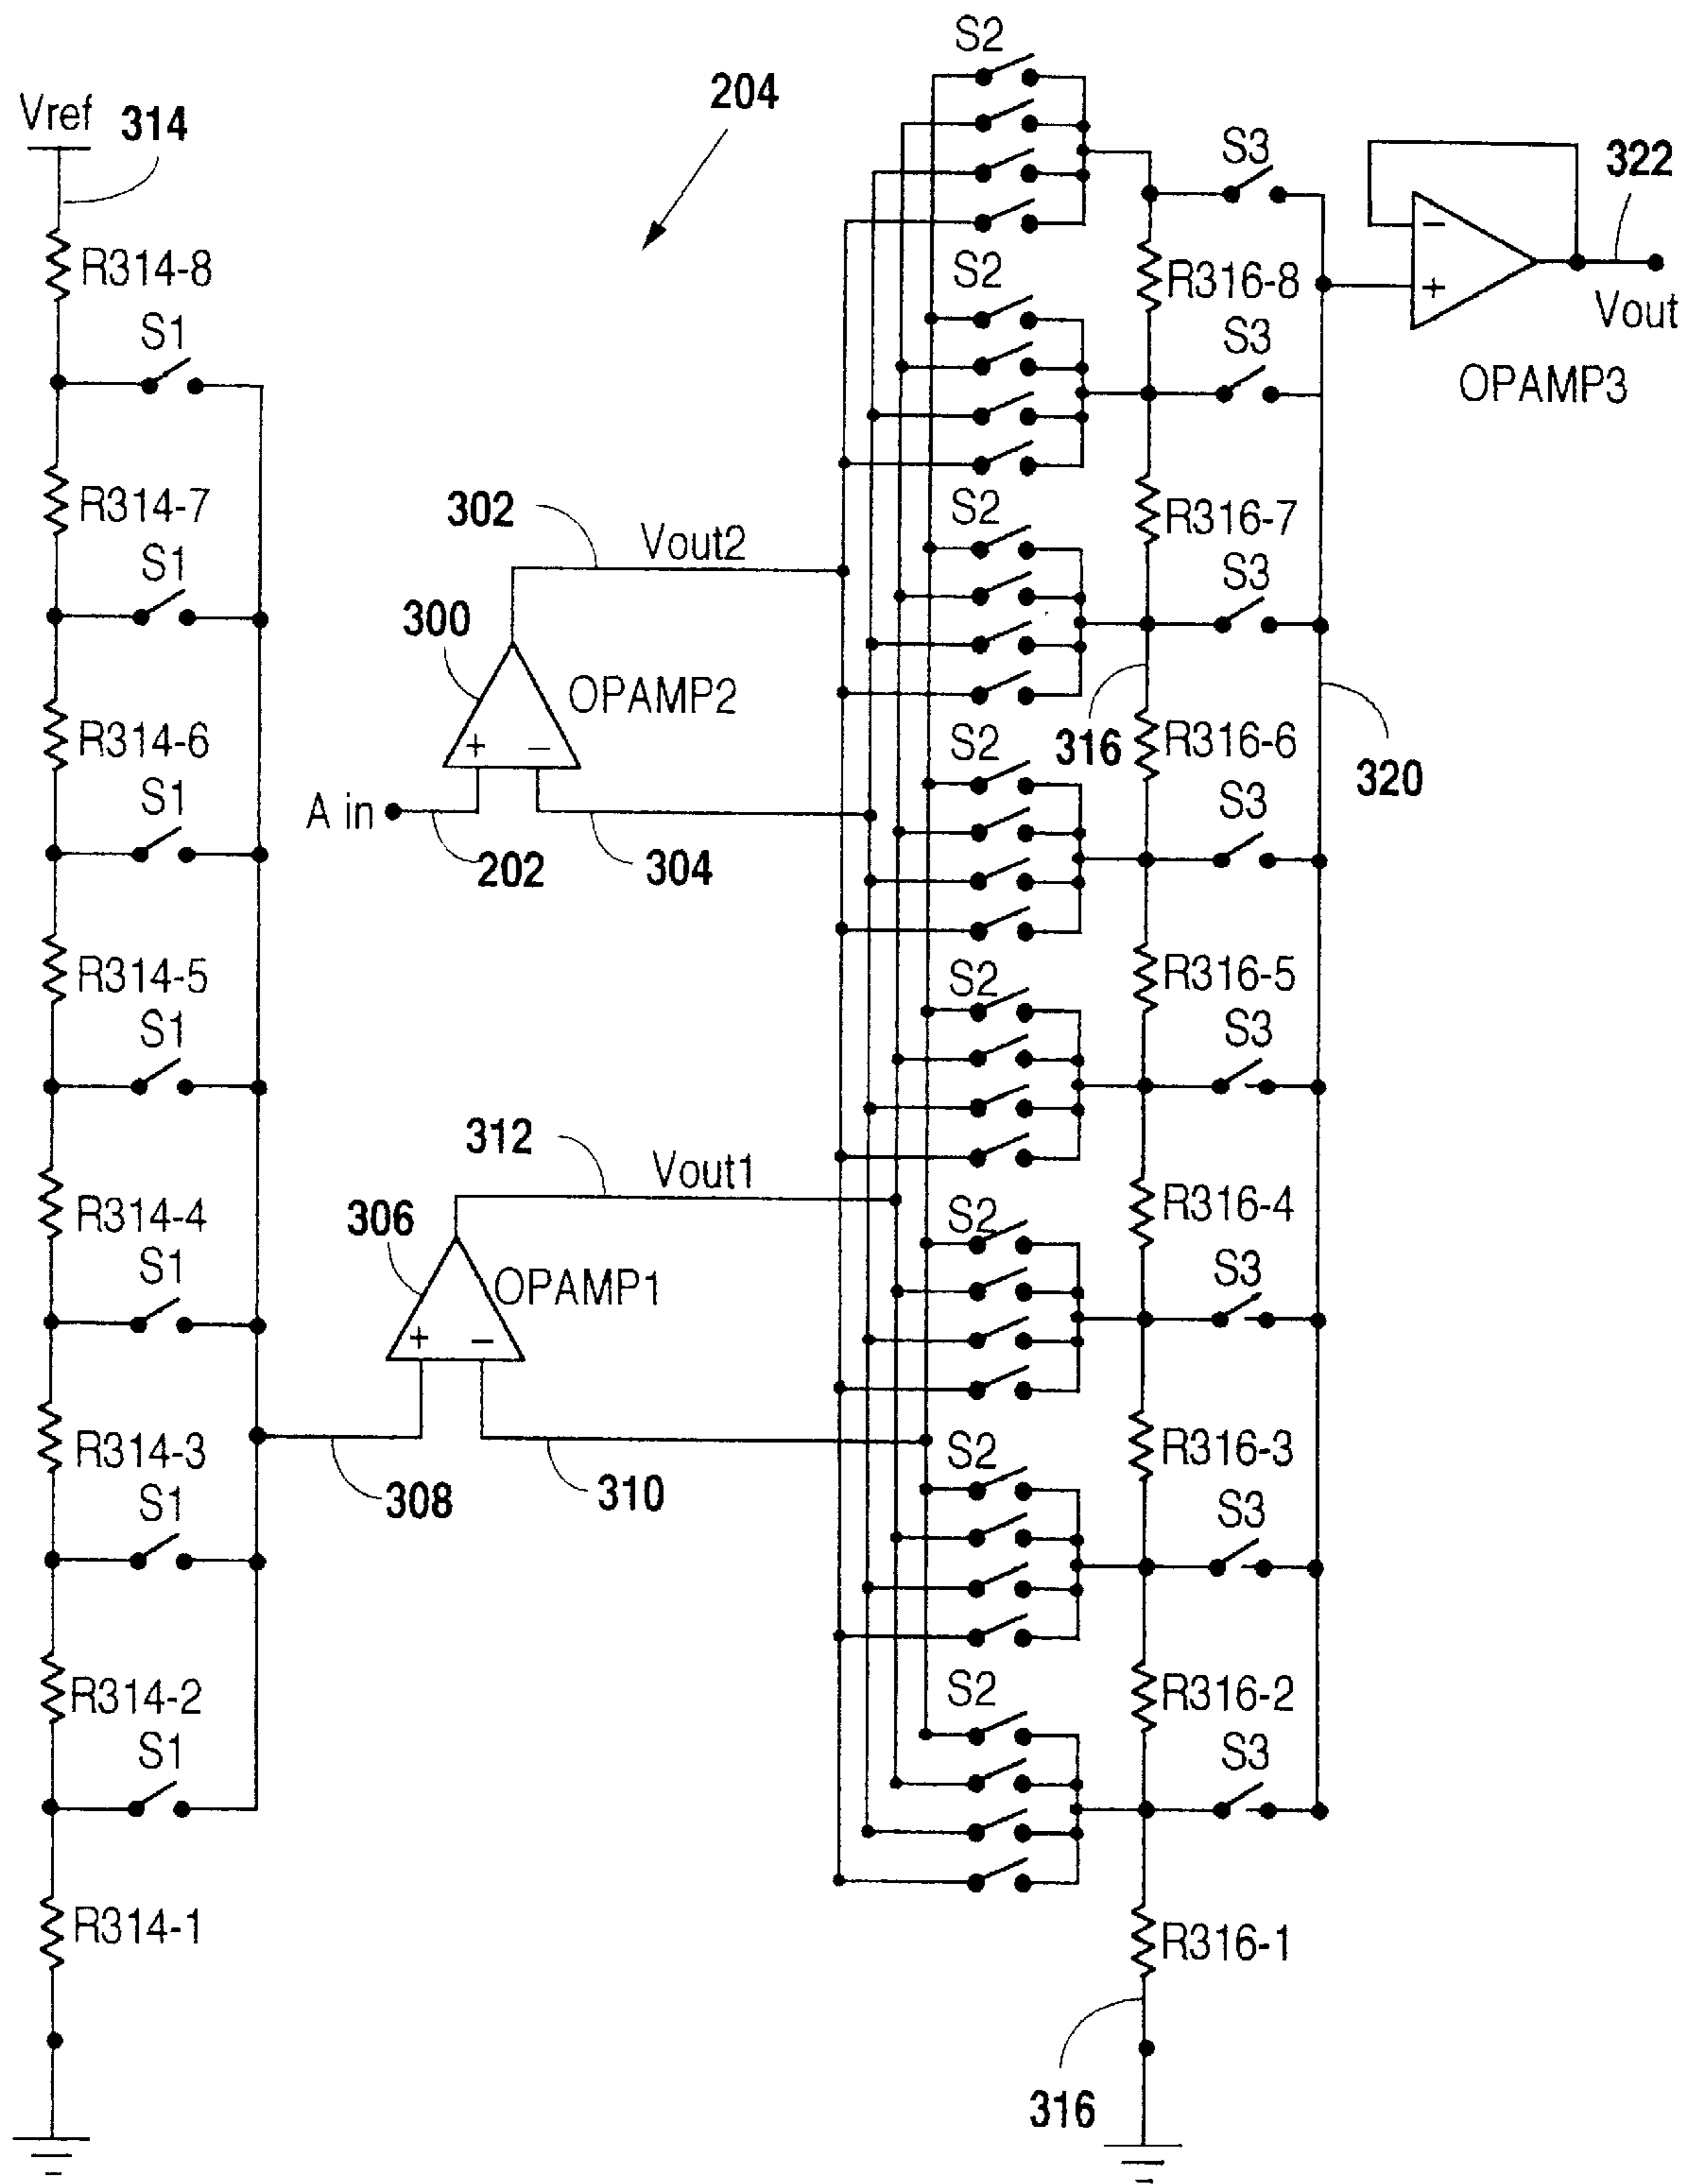 S2
204
Vref 314
S3
322
R314-8
S2
R316-8
Vout
S1
S3
OPAMP3
R314-7
302
Vout2
S2
R316-7
S1
S3
300
OPAMP2
R314-6
+ −
S2
316
R316-6
320
S1
A in
S3
202
304
R314-5
S2
R316-5
S1
S3
312
Vout1
R314-4
306
S2
R316-4
S1
OPAMP1
S3
+ −
R314-3
S2
R316-3
308
310
S1
S3
R314-2
S2
R316-2
S1
S3
R314-1
R316-1
316
−
+